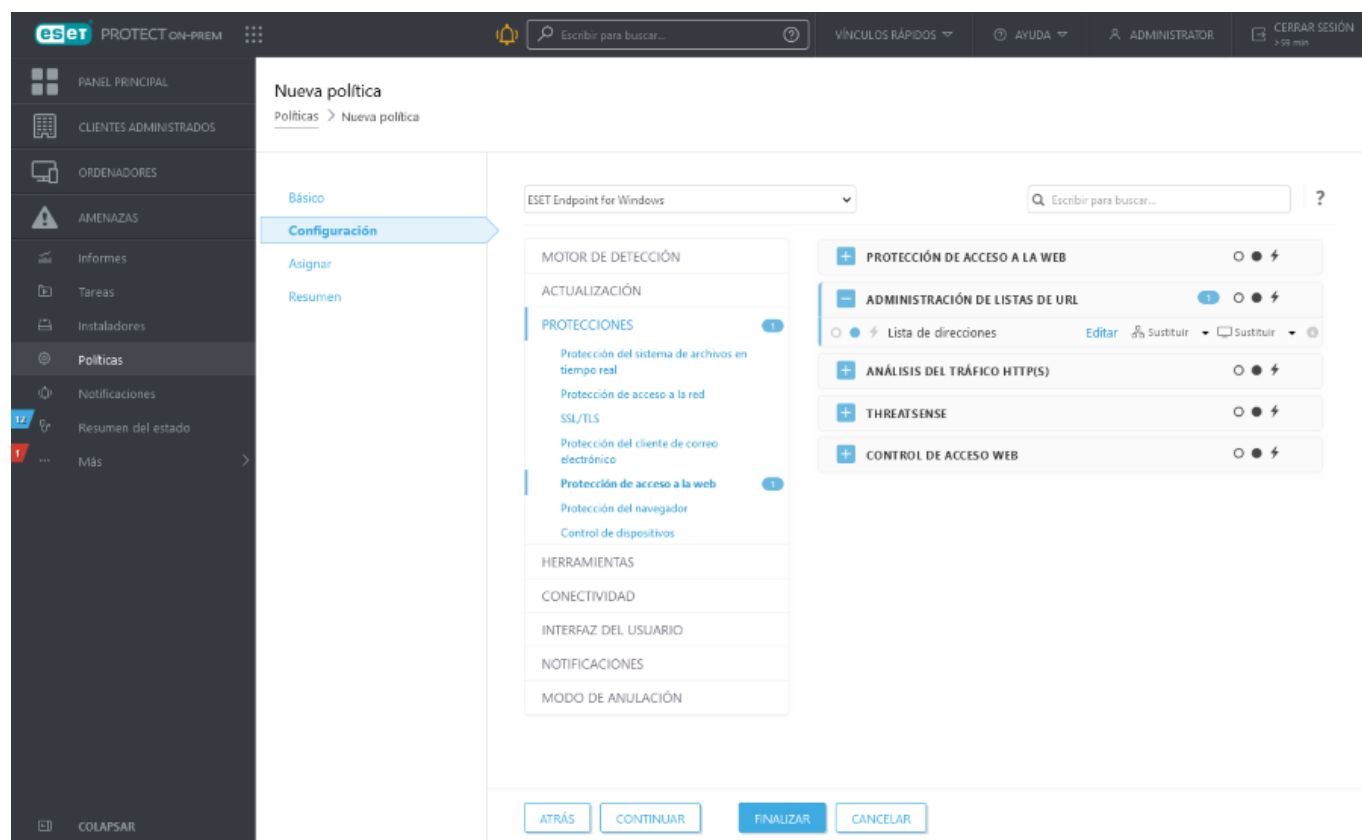 eset PROTECT ON-PREM
Escribir para buscar...
VÍNCULOS RÁPIDOS
AYUDA
ADMINISTRATOR
CERRAR SESIÓN
>59 min
PANEL PRINCIPAL
CLIENTES ADMINISTRADOS
ORDENADORES
AMENAZAS
Informes
Tareas
Instaladores
Políticas
Notificaciones
12
Resumen del estado
1
Más
COLAPSAR
Nueva política
Políticas > Nueva política
Básico
Configuración
Asignar
Resumen
ESET Endpoint for Windows
Escribir para buscar...
?
MOTOR DE DETECCIÓN
ACTUALIZACIÓN
PROTECCIONES 1
Protección del sistema de archivos en
tiempo real
Protección de acceso a la red
SSL/TLS
Protección del cliente de correo
electrónico
Protección de acceso a la web 1
Protección del navegador
Control de dispositivos
HERRAMIENTAS
CONECTIVIDAD
INTERFAZ DEL USUARIO
NOTIFICACIONES
MODO DE ANULACIÓN
PROTECCIÓN DE ACCESO A LA WEB
ADMINISTRACIÓN DE LISTAS DE URL 1
Lista de direcciones Editar Sustituir Sustituir
ANÁLISIS DEL TRÁFICO HTTP(S)
THREATSENSE
CONTROL DE ACCESO WEB
ATRÁS CONTINUAR FINALIZAR CANCELAR